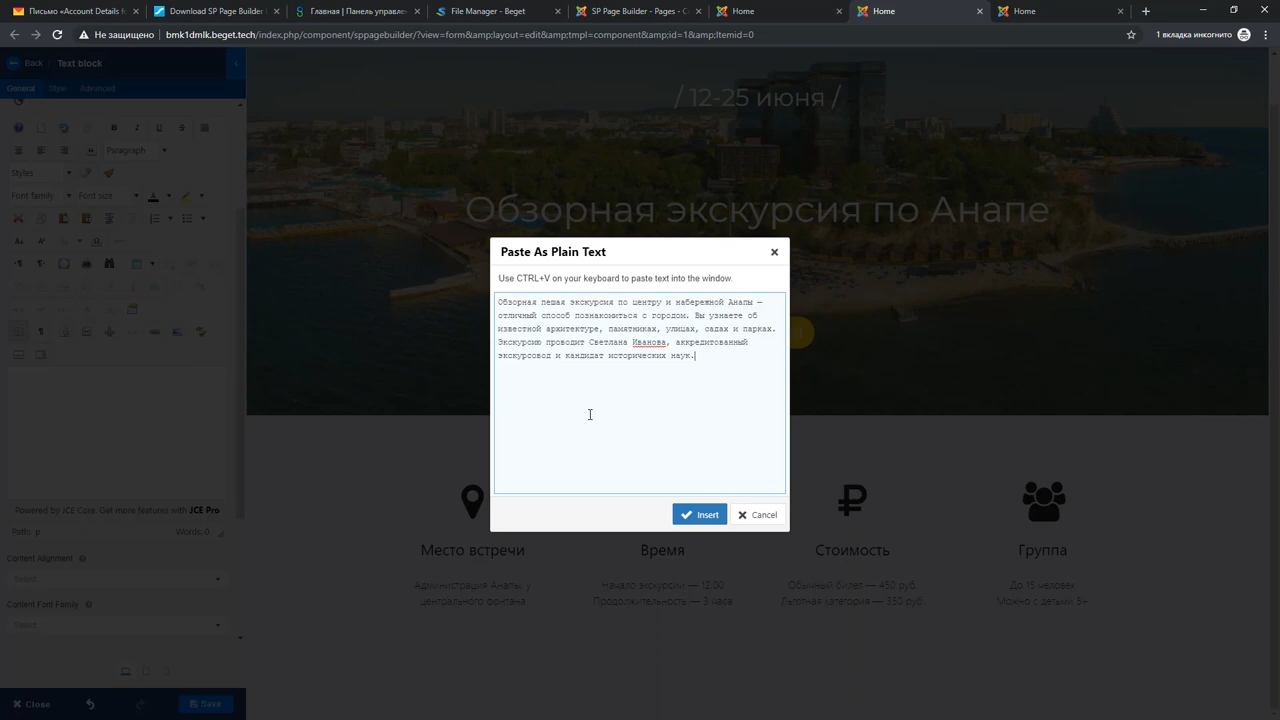 Письмо «Account Details fo
Download SP Page Builder
Главная | Панель управлен
File Manager - Beget
SP Page Builder - Pages - С
Home
Home
Home
Не защищено
bmk1dmlk.beget.tech/index.php/component/sppagebuilder/?view=form&amp;layout=edit&amp;tmpl=component&amp;id=1&amp;Itemid=0
1 вкладка инкогнито
Back
Text block
General
Style
Advanced
Paragraph
Styles
Font family
Font size
Powered by JCE Core. Get more features with JCE Pro
Path: p
Words: 0
Content Alignment
Select
Content Font Family
Select
Close
Save
/ 12-25 июня /
Обзорная экскурсия по Анапе
Paste As Plain Text
Use CTRL+V on your keyboard to paste text into the window.
Обзорная пешая экскурсия по центру и набережной Анапы —
отличный способ познакомиться с городом. Вы узнаете об
известной архитектуре, памятниках, улицах, садах и парках.
Экскурсию проводит Светлана Иванова, аккредитованный
экскурсовод и кандидат исторических наук.
Insert
Cancel
Место встречи
Администрация Анапы, у
центрального фонтана
Время
Начало экскурсии — 12:00
Продолжительность — 3 часа
Стоимость
Обычный билет — 450 руб.
Льготная категория — 350 руб.
Группа
До 15 человек
Можно с детьми 5+